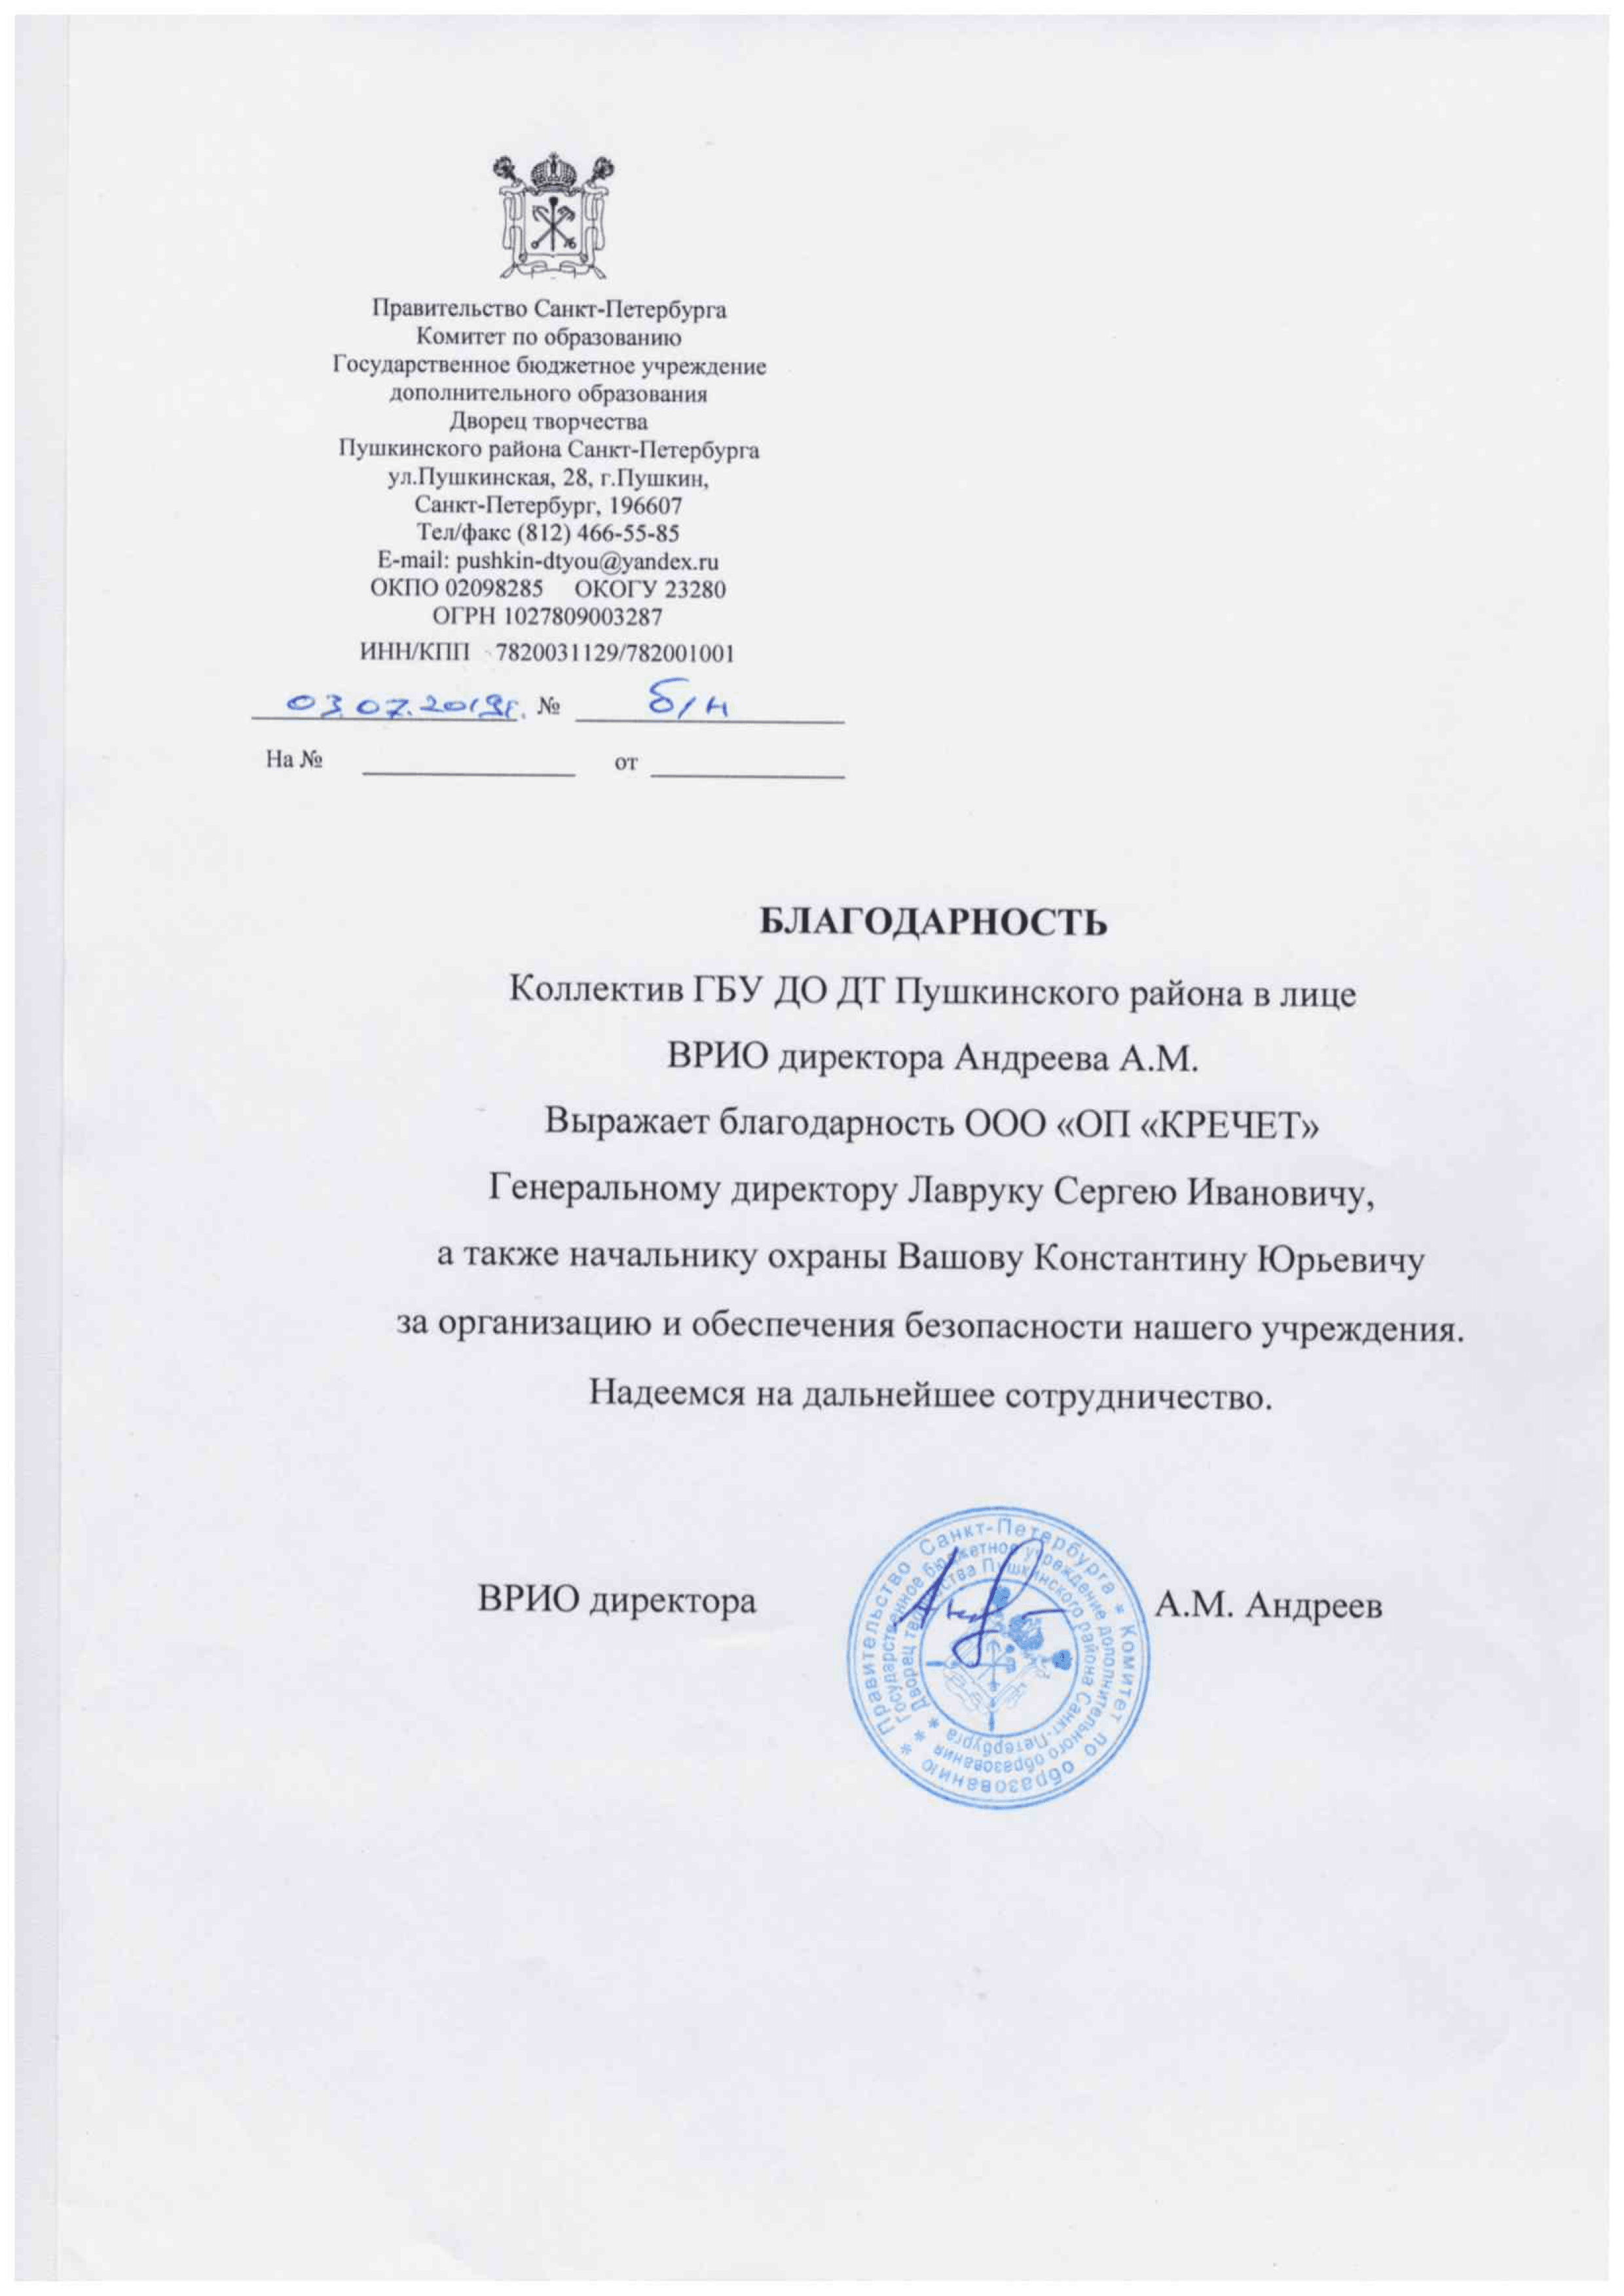 Правительство Санкт-Петербурга
Комитет по образованию
Государственное бюджетное учреждение
дополнительного образования
Дворец творчества
Пушкинского района Санкт-Петербурга
ул.Пушкинская, 28, г.Пушкин,
Санкт-Петербург, 196607
Тел/факс (812) 466-55-85
E-mail: pushkin-dtyou@yandex.ru
ОКПО 02098285 ОКОГУ 23280
ОГРН 1027809003287
ИНН/КПП 7820031129/782001001
03.07.2019г. № б/н
На № от
БЛАГОДАРНОСТЬ
Коллектив ГБУ ДО ДТ Пушкинского района в лице
ВРИО директора Андреева А.М.
Выражает благодарность ООО «ОП «КРЕЧЕТ»
Генеральному директору Лавруку Сергею Ивановичу,
а также начальнику охраны Вашову Константину Юрьевичу
за организацию и обеспечения безопасности нашего учреждения.
Надеемся на дальнейшее сотрудничество.
ВРИО директора А.М. Андреев
Правительство Санкт-Петербурга * Комитет по образованию *
Государственное бюджетное учреждение дополнительного образования *
Дворец творчества Пушкинского района Санкт-Петербурга *